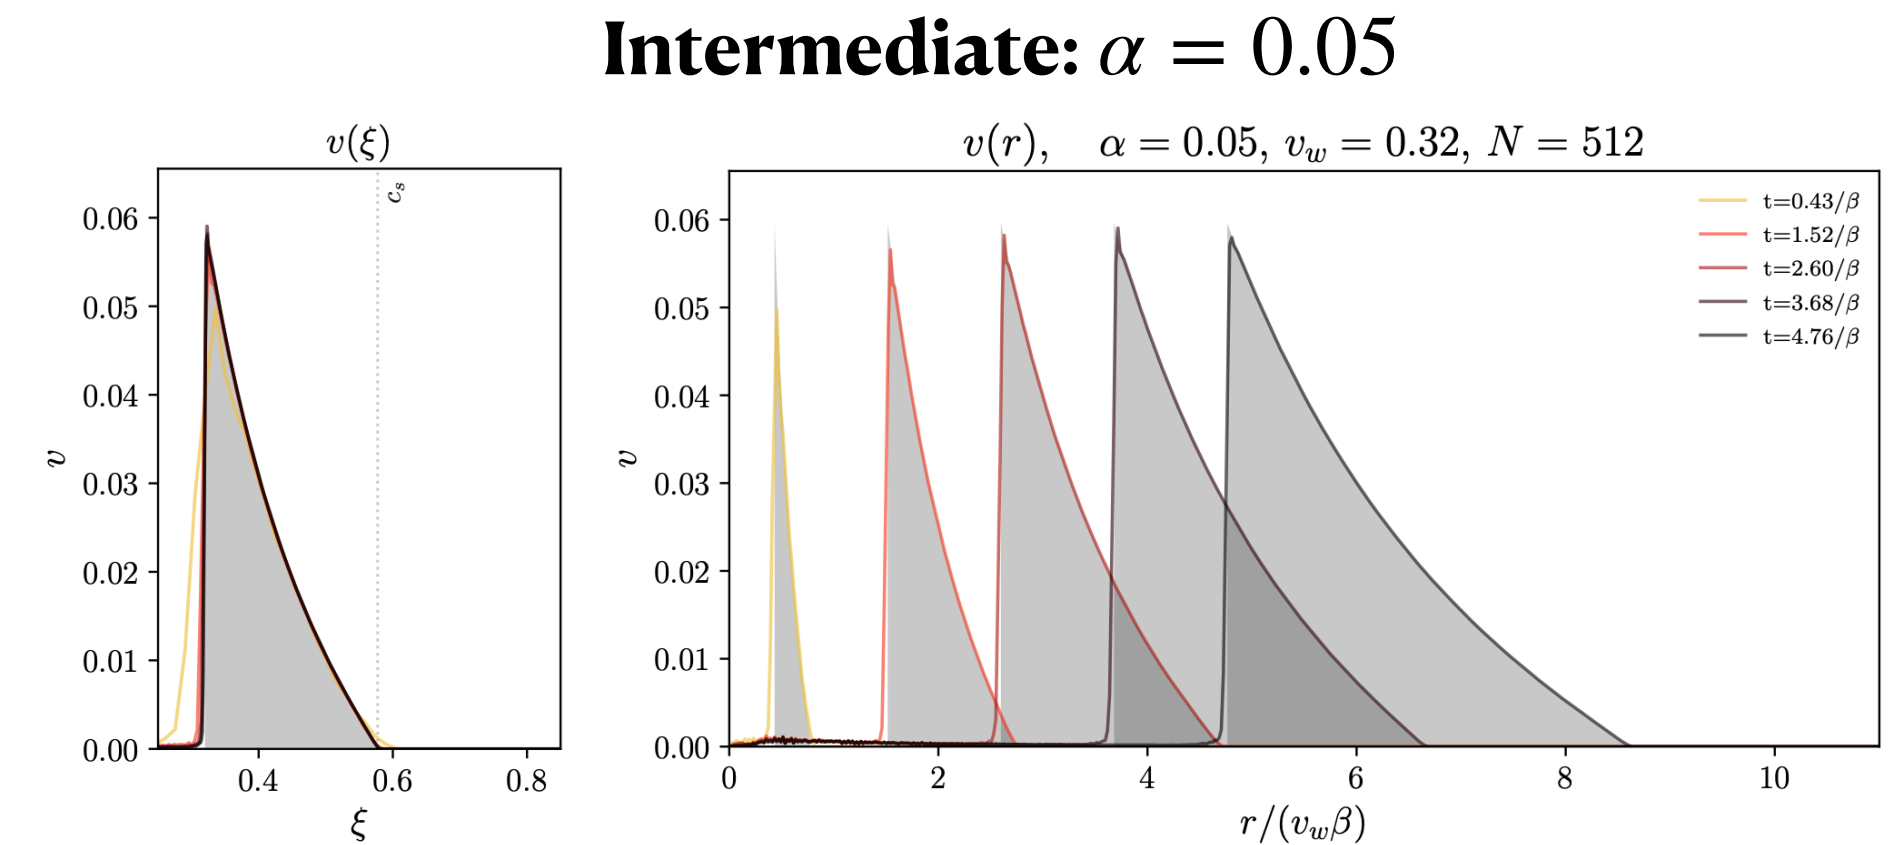 Intermediate: α = 0.05
v(ξ)
c_s
0.06
0.05
0.04
0.03
0.02
0.01
0.00
v
0.4 0.6 0.8
ξ
v(r), α = 0.05, v_w = 0.32, N = 512
t=0.43/β
t=1.52/β
t=2.60/β
t=3.68/β
t=4.76/β
0.06
0.05
0.04
0.03
0.02
0.01
0.00
v
0 2 4 6 8 10
r/(v_wβ)